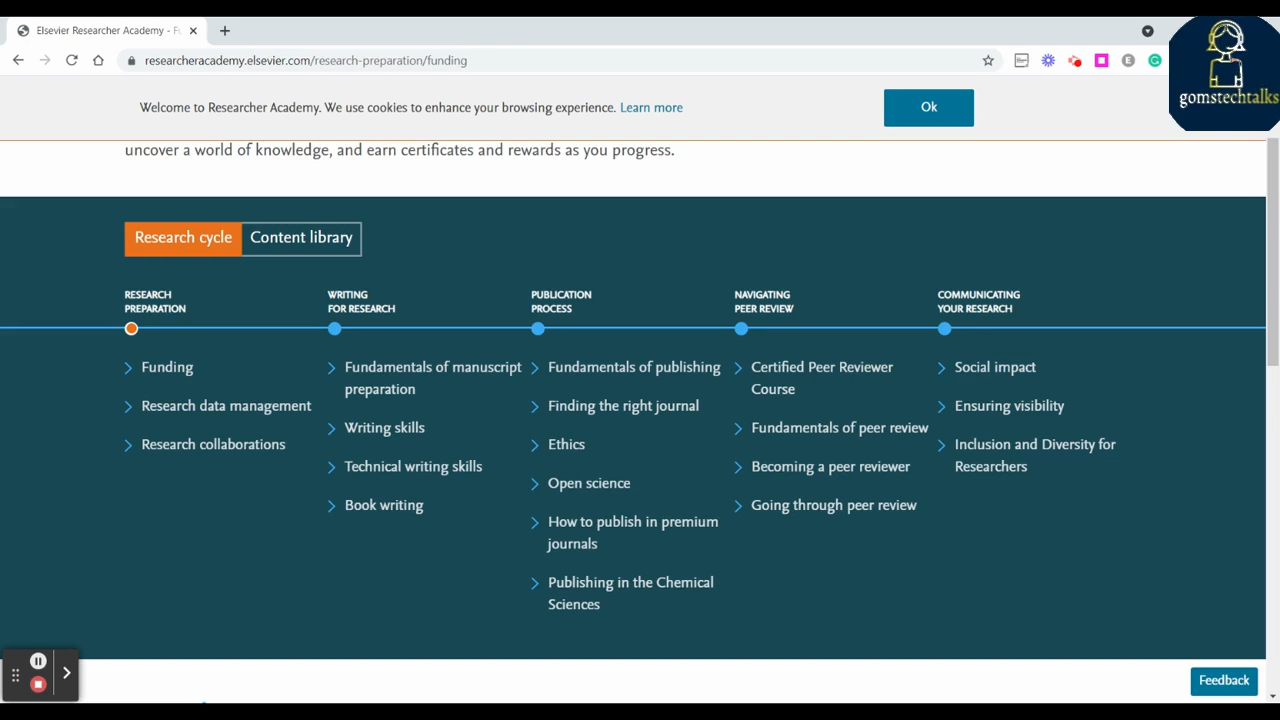 Elsevier Researcher Academy - Fu
researcheracademy.elsevier.com/research-preparation/funding
gomstechtalks
Welcome to Researcher Academy. We use cookies to enhance your browsing experience. Learn more
Ok
uncover a world of knowledge, and earn certificates and rewards as you progress.
Research cycle
Content library
RESEARCH
PREPARATION
Funding
Research data management
Research collaborations
WRITING
FOR RESEARCH
Fundamentals of manuscript
preparation
Writing skills
Technical writing skills
Book writing
PUBLICATION
PROCESS
Fundamentals of publishing
Finding the right journal
Ethics
Open science
How to publish in premium
journals
Publishing in the Chemical
Sciences
NAVIGATING
PEER REVIEW
Certified Peer Reviewer
Course
Fundamentals of peer review
Becoming a peer reviewer
Going through peer review
COMMUNICATING
YOUR RESEARCH
Social impact
Ensuring visibility
Inclusion and Diversity for
Researchers
Feedback